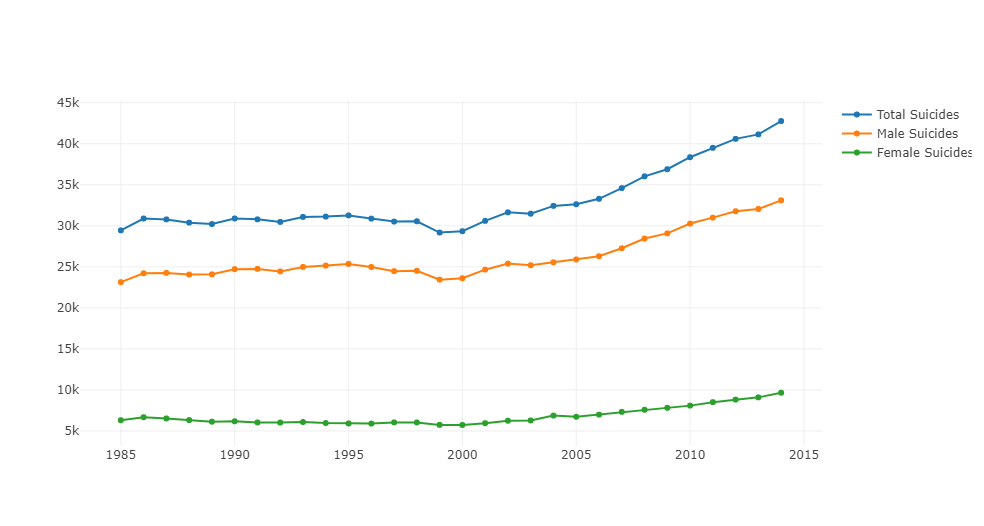 45k
40k
35k
30k
25k
20k
15k
10k
5k
1985 1990 1995 2000 2005 2010 2015
Total Suicides
Male Suicides
Female Suicides